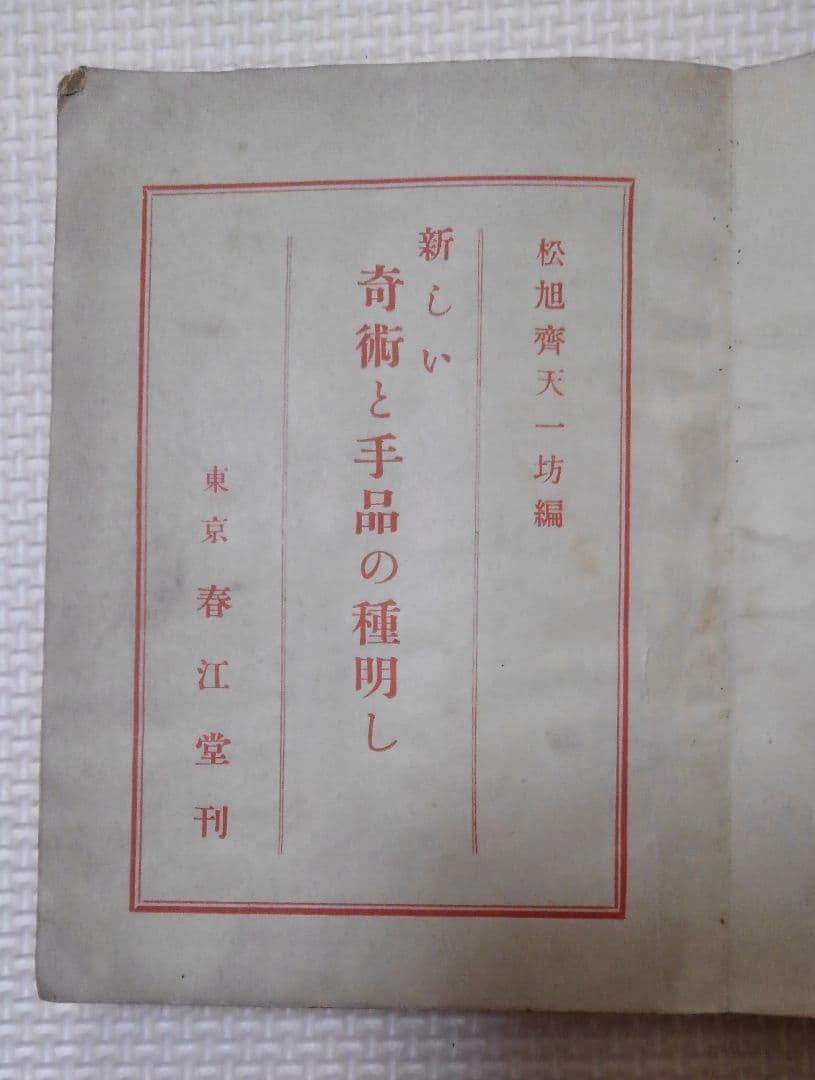 松旭齊天一坊編
新しい
奇術と手品の種明し
東京 春江堂刊